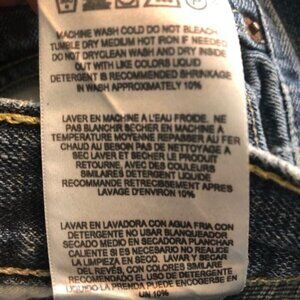 MACHINE WASH COLD DO NOT BLEACH
TUMBLE DRY MEDIUM HOT IRON IF NEEDED
DO NOT DRYCLEAN WASH AND DRY INSIDE
OUT WITH LIKE COLORS LIQUID
DETERGENT IS RECOMMENDED SHRINKAGE
IN WASH APPROXIMATELY 10%
LAVER EN MACHINE A L'EAU FROIDE. NE
PAS BLANCHIR SECHER EN MACHINE A
TEMPERATURE MOYENNE REPASSER AU FER
CHAUD AU BESOIN PAS DE NETTOYAGE A
SEC LAVER ET SECHER LE PRODUIT
RETOURNE, AVEC DES COULEURS
SIMILAIRES DETERGENT LIQUIDE
RECOMMANDE RETRECISSEMENT APRES
LAVAGE D'ENVIRON 10%
LAVAR EN LAVADORA CON AGUA FRIA CON
DETERGENTE NO USAR BLANQUEADOR
SECADO MEDIO EN SECADORA PLANCHAR
CALIENTE SI ES NECESARIO NO REALIZAR
LA LIMPIEZA EN SECO. LAVAR Y SECAR
DEL REVÉS, CON COLORES SIMILARES
RECOMENDADO EL USO DE DETERGENTE
LIQUIDO LA PRENDA PUEDE ENCOGERSE EN
UN 10%